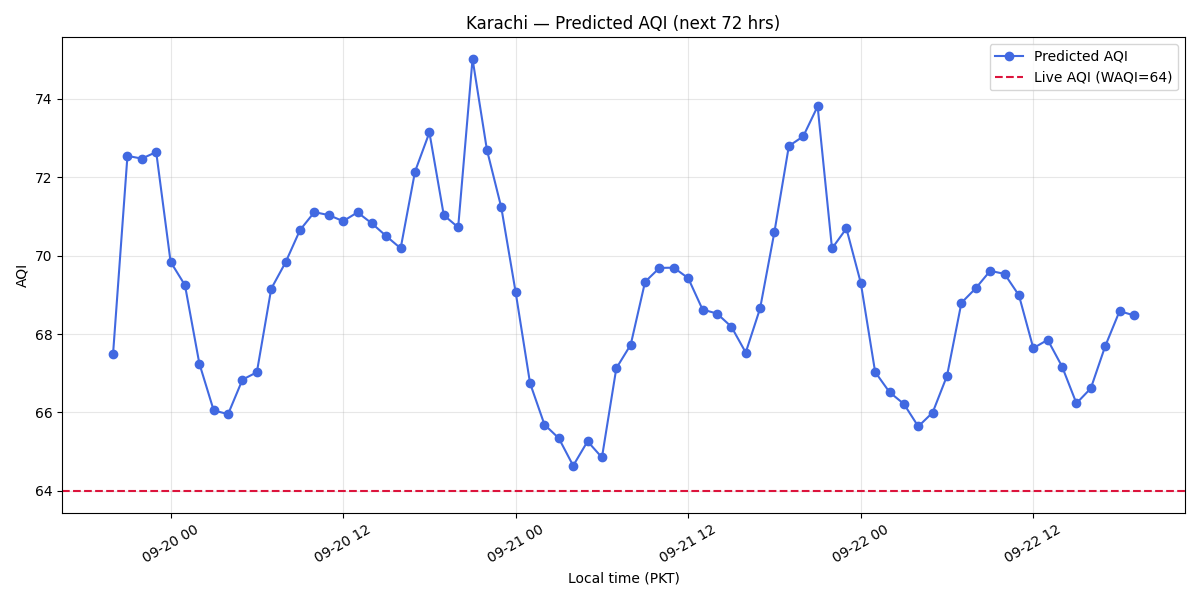 Karachi — Predicted AQI (next 72 hrs)
Predicted AQI
Live AQI (WAQI=64)
AQI
74
72
70
68
66
64
09-20 00
09-20 12
09-21 00
09-21 12
09-22 00
09-22 12
Local time (PKT)